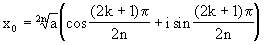 x₀ = ²ⁿ√a ( cos (2k + 1)π / 2n + i sin (2k + 1)π / 2n )